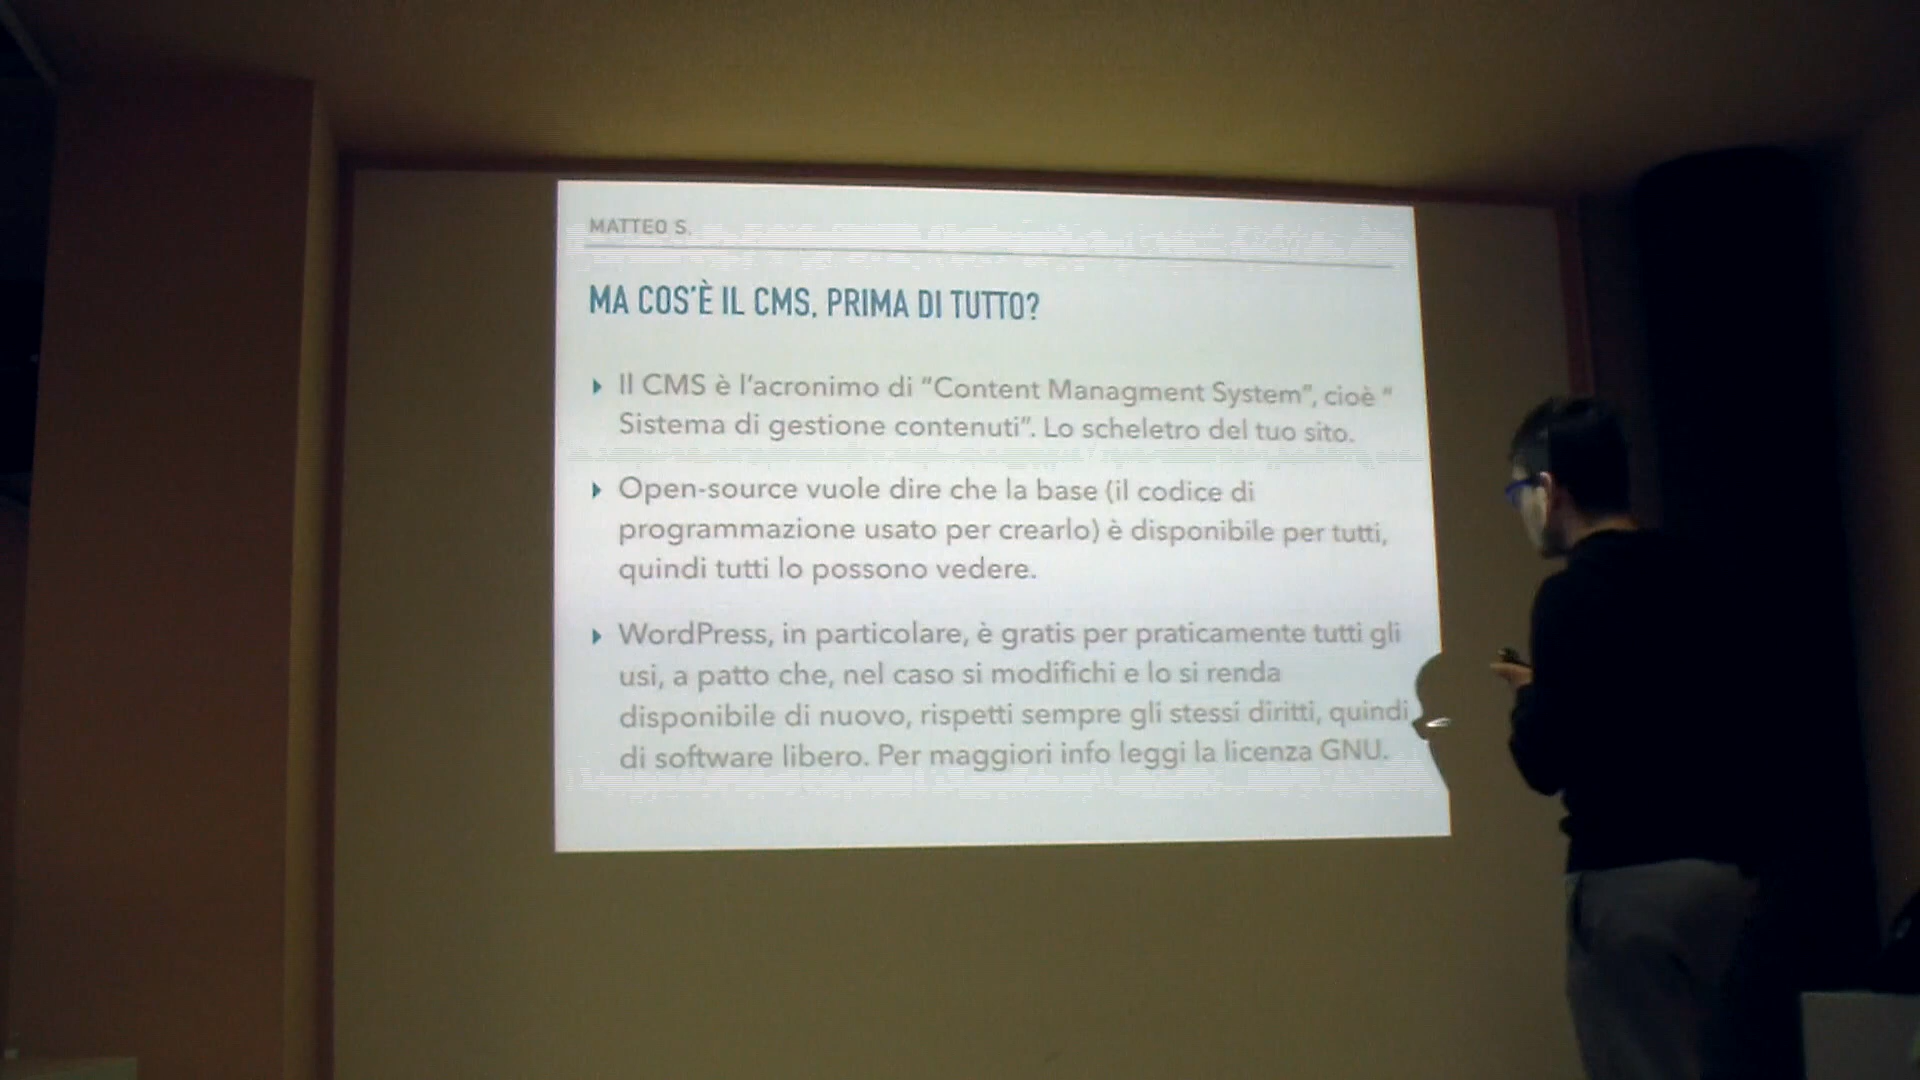 MATTEO S.
MA COS'È IL CMS, PRIMA DI TUTTO?
Il CMS è l'acronimo di "Content Managment System", cioè "
Sistema di gestione contenuti". Lo scheletro del tuo sito.
Open-source vuole dire che la base (il codice di
programmazione usato per crearlo) è disponibile per tutti,
quindi tutti lo possono vedere.
WordPress, in particolare, è gratis per praticamente tutti gli
usi, a patto che, nel caso si modifichi e lo si renda
disponibile di nuovo, rispetti sempre gli stessi diritti, quindi
di software libero. Per maggiori info leggi la licenza GNU.